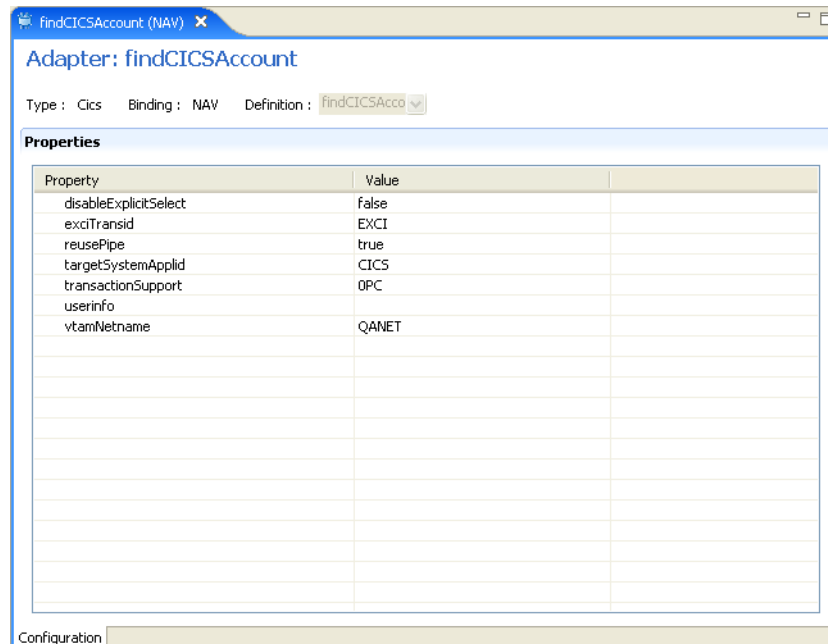 findCICSAccount (NAV)
Adapter: findCICSAccount
Type : Cics Binding : NAV Definition : findCICSAcco
Properties
Property Value
disableExplicitSelect false
exciTransid EXCI
reusePipe true
targetSystemApplid CICS
transactionSupport 0PC
userinfo
vtamNetname QANET
Configuration